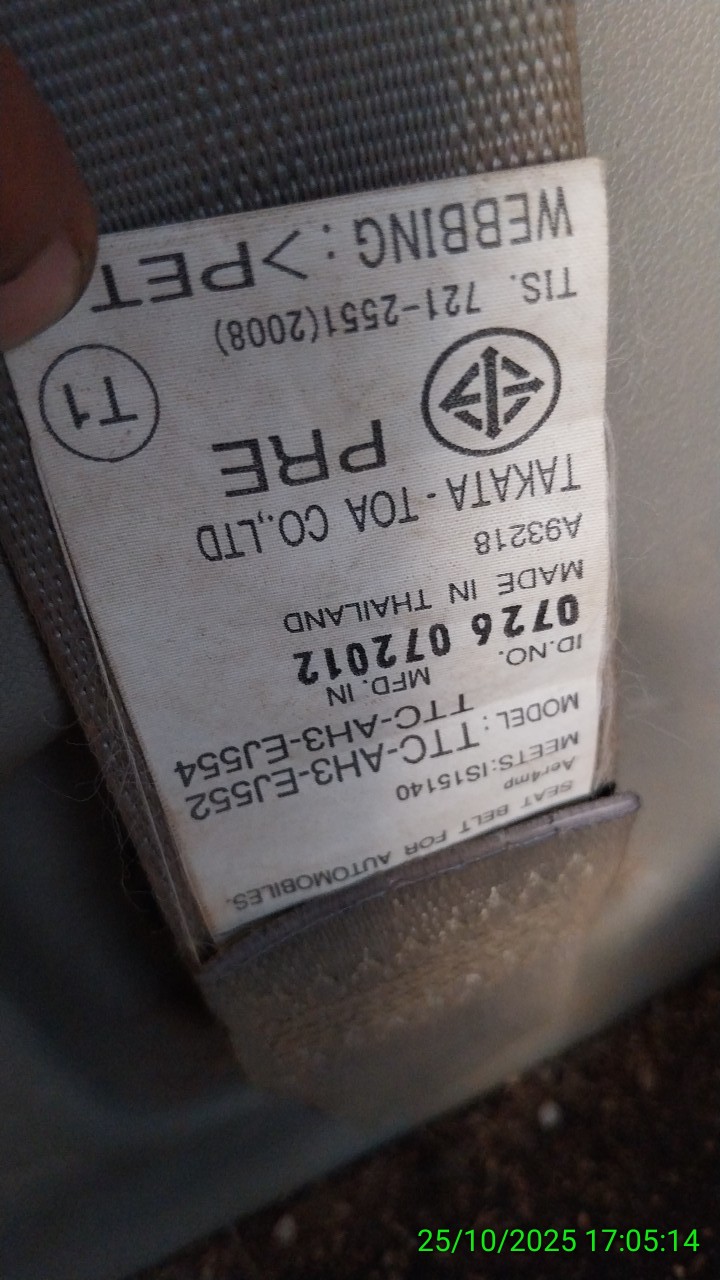 SEAT BELT FOR AUTOMOBILES.
Aer4mp
MEETS:IS15140
MODEL: TTC-AH3-EJ552
TTC-AH3-EJ554
ID.NO. MFD. IN
0726 072012
MADE IN THAILAND
A93218
TAKATA-TOA CO.,LTD
PRE
T1
TIS. 721-2551(2008)
WEBBING : >PET
25/10/2025 17:05:14